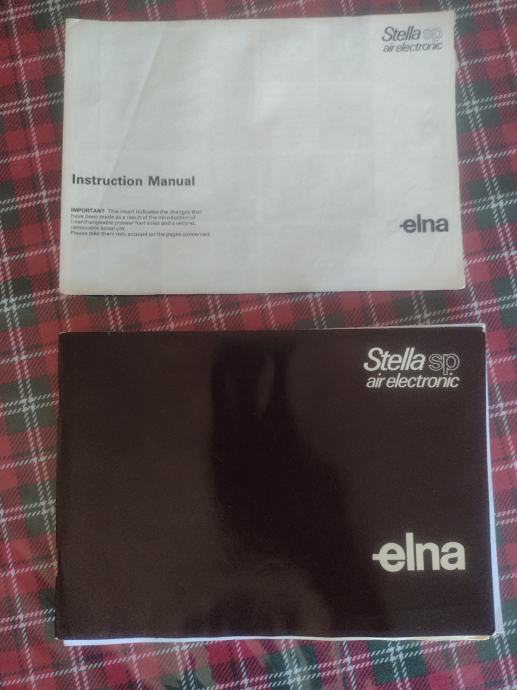 Stella sp
air electronic
Instruction Manual
IMPORTANT This insert indicates the changes that
have been made as a result of the introduction of
interchangeable presser foot soles and a second,
removable spool pin.
Please take them into account on the pages concerned.
elna
Stella sp
air electronic
elna